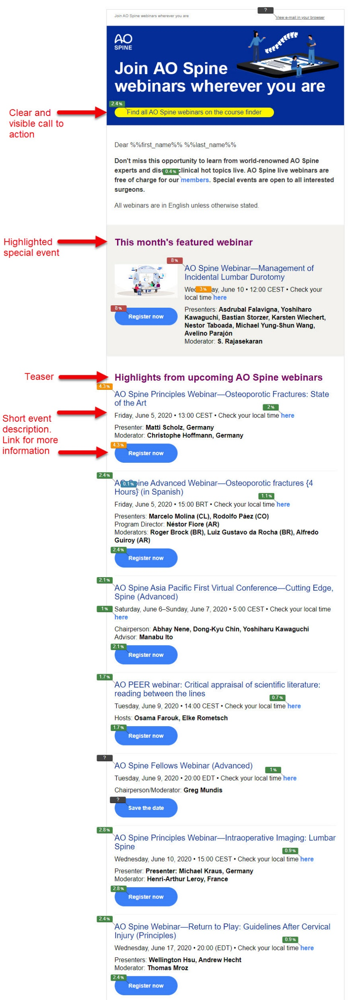 Join AO Spine webinars wherever you are
?
View e-mail in your browser
AO
SPINE
Join AO Spine
webinars wherever you are
2.4%
Find all AO Spine webinars on the course finder
Clear and
visible call to
action
Dear %%first_name%% %%last_name%%
Don't miss this opportunity to learn from world-renowned AO Spine
experts and clinical hot topics live. AO Spine live webinars are
0.4%
free of charge for our members. Special events are open to all interested
surgeons.
All webinars are in English unless otherwise stated.
Highlighted
special event
This month's featured webinar
8%
AO Spine Webinar—Management of
Incidental Lumbar Durotomy
3%
June 10 • 12:00 CEST • Check your
local time here
8%
Register now
Presenters: Asdrubal Falavigna, Yoshiharo
Kawaguchi, Bastian Storzer, Karsten Wiechert,
Nestor Taboada, Michael Yung-Shun Wang,
Avelino Parajón
Moderator: S. Rajasekaran
Teaser
Highlights from upcoming AO Spine webinars
4.3%
AO Spine Principles Webinar—Osteoporotic Fractures: State
of the Art
2%
Friday, June 5, 2020 • 13:00 CEST • Check your local time here
Short event
description.
Link for more
information
Presenter: Matti Scholz, Germany
Moderator: Christophe Hoffmann, Germany
4.3%
Register now
2.4%
AO Spine Advanced Webinar—Osteoporotic fractures {4
0.1%
Hours} (in Spanish)
1.1%
Friday, June 5, 2020 • 15:00 BRT • Check your local time here
Presenters: Marcelo Molina (CL), Rodolfo Páez (CO)
Program Director: Néstor Fiore (AR)
Moderators: Roger Brock (BR), Luiz Gustavo da Rocha (BR), Alfredo
Guiroy (AR)
2.4%
Register now
2.1%
AO Spine Asia Pacific First Virtual Conference—Cutting Edge,
Spine (Advanced)
1%
Saturday, June 6–Sunday, June 7, 2020 • 5:00 CEST • Check your local time
here
Chairperson: Abhay Nene, Dong-Kyu Chin, Yoshiharu Kawaguchi
Advisor: Manabu Ito
2.1%
Register now
1.7%
AO PEER webinar: Critical appraisal of scientific literature:
reading between the lines
0.7%
Tuesday, June 9, 2020 • 14:00 CEST • Check your local time here
Hosts: Osama Farouk, Elke Rometsch
1.7%
Register now
?
AO Spine Fellows Webinar (Advanced)
1%
Tuesday, June 9, 2020 • 20:00 EDT • Check your local time here
Chairperson/Moderator: Greg Mundis
?
Save the date
2.8%
AO Spine Principles Webinar—Intraoperative Imaging: Lumbar
Spine
0.9%
Wednesday, June 10, 2020 • 15:00 CEST • Check your local time here
Presenter: Presenter: Michael Kraus, Germany
Moderator: Henri-Arthur Leroy, France
2.8%
Register now
2.4%
AO Spine Webinar—Return to Play: Guidelines After Cervical
Injury (Principles)
0.9%
Wednesday, June 17, 2020 • 20:00 (EDT) • Check your local time here
Presenters: Wellington Hsu, Andrew Hecht
Moderator: Thomas Mroz
2.4%
Register now